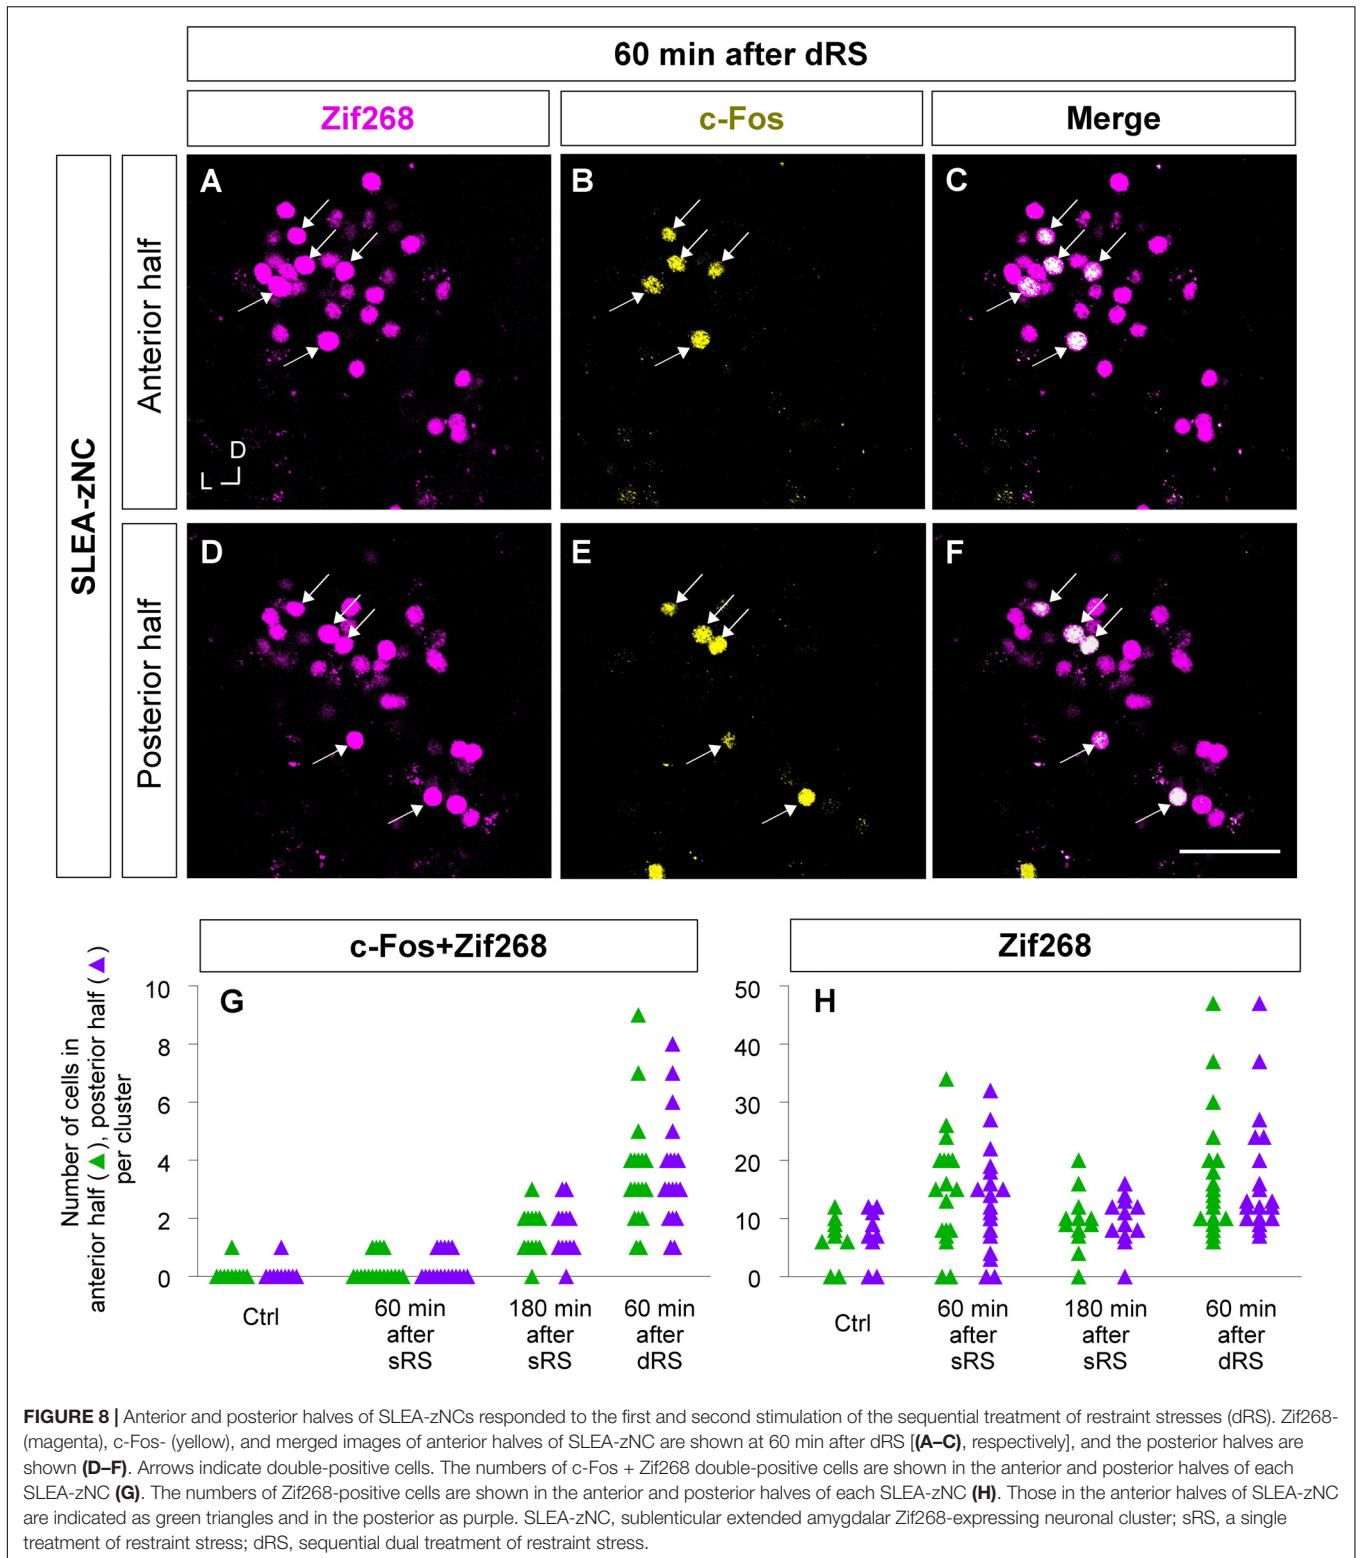 60 min after dRS
Zif268
c-Fos
Merge
SLEA-zNC
Anterior half
A
D
L
B
C
Posterior half
D
E
F
c-Fos+Zif268
Zif268
Number of cells in
anterior half (▲), posterior half (▲)
per cluster
G
10
8
6
4
2
0
Ctrl
60 min
after
sRS
180 min
after
sRS
60 min
after
dRS
H
50
40
30
20
10
0
Ctrl
60 min
after
sRS
180 min
after
sRS
60 min
after
dRS
FIGURE 8 | Anterior and posterior halves of SLEA-zNCs responded to the first and second stimulation of the sequential treatment of restraint stresses (dRS). Zif268-
(magenta), c-Fos- (yellow), and merged images of anterior halves of SLEA-zNC are shown at 60 min after dRS [(A–C), respectively], and the posterior halves are
shown (D–F). Arrows indicate double-positive cells. The numbers of c-Fos + Zif268 double-positive cells are shown in the anterior and posterior halves of each
SLEA-zNC (G). The numbers of Zif268-positive cells are shown in the anterior and posterior halves of each SLEA-zNC (H). Those in the anterior halves of SLEA-zNC
are indicated as green triangles and in the posterior as purple. SLEA-zNC, sublenticular extended amygdalar Zif268-expressing neuronal cluster; sRS, a single
treatment of restraint stress; dRS, sequential dual treatment of restraint stress.